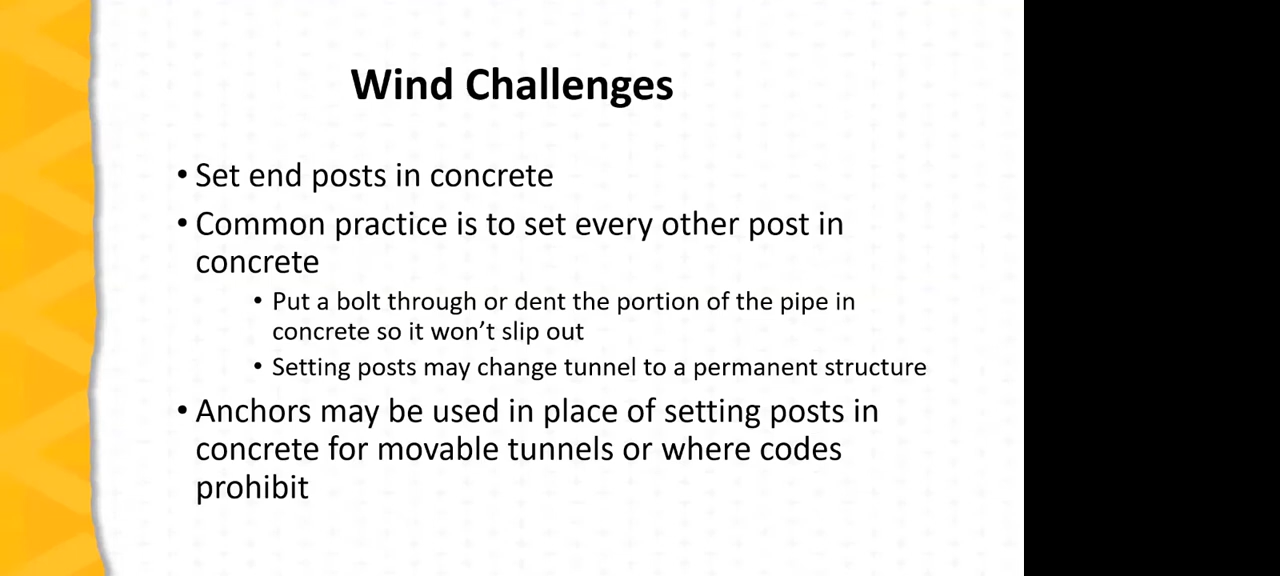 Wind Challenges
• Set end posts in concrete
• Common practice is to set every other post in
concrete
• Put a bolt through or dent the portion of the pipe in
concrete so it won’t slip out
• Setting posts may change tunnel to a permanent structure
• Anchors may be used in place of setting posts in
concrete for movable tunnels or where codes
prohibit